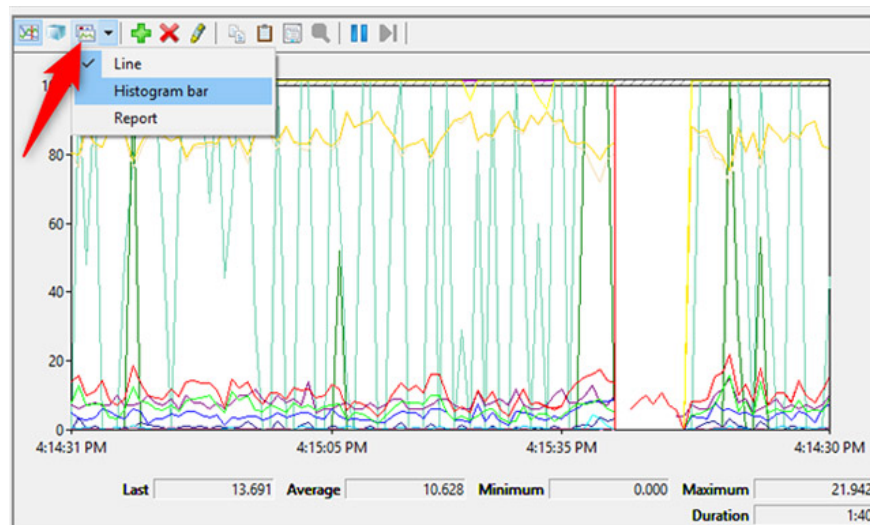 Line
Histogram bar
Report
80
60
40
20
0
4:14:31 PM 4:15:05 PM 4:15:35 PM 4:14:30 PM
Last 13.691 Average 10.628 Minimum 0.000 Maximum 21.942
Duration 1:40